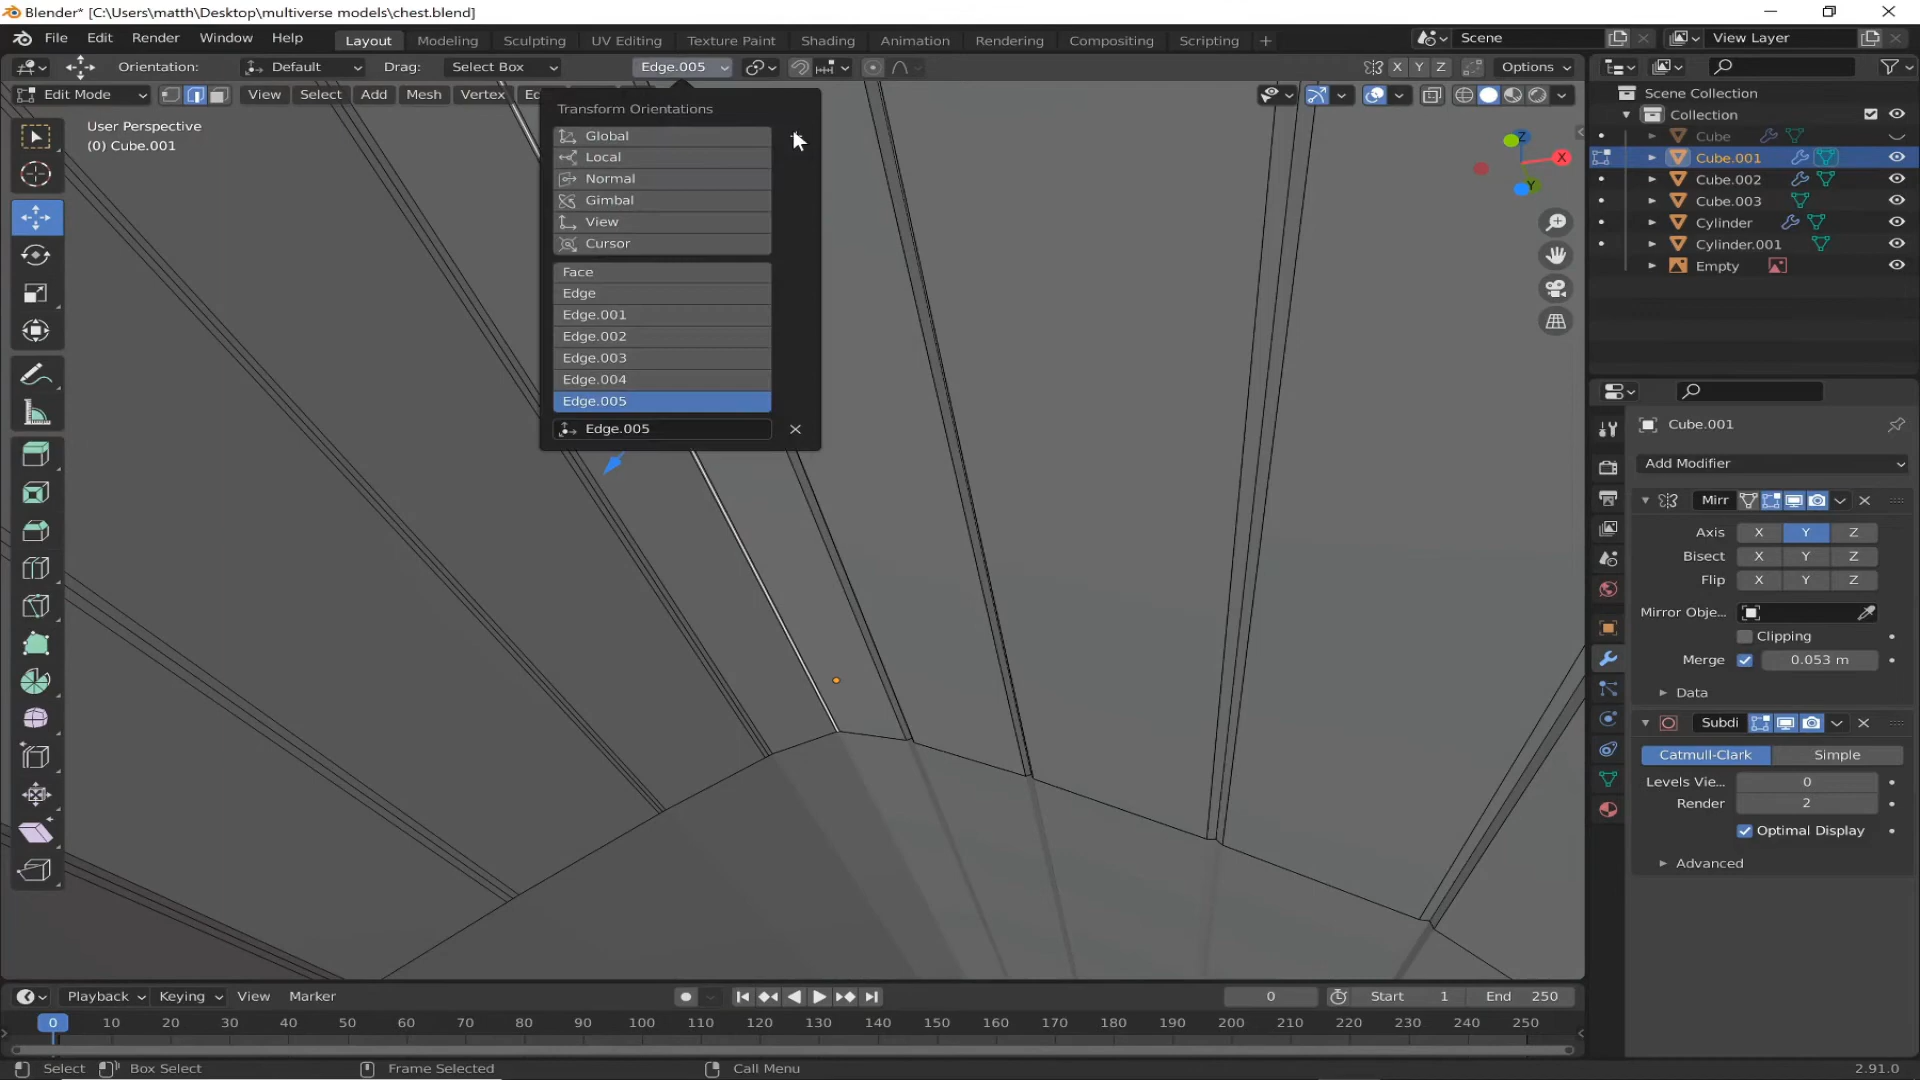 Blender* [C:\Users\matth\Desktop\multiverse models\chest.blend]
File Edit Render Window Help Layout Modeling Sculpting UV Editing Texture Paint Shading Animation Rendering Compositing Scripting + Scene View Layer
Orientation: Default Drag: Select Box Edge.005 X Y Z Options
Edit Mode View Select Add Mesh Vertex Ed
User Perspective
(0) Cube.001
Transform Orientations
Global
Local
Normal
Gimbal
View
Cursor
Face
Edge
Edge.001
Edge.002
Edge.003
Edge.004
Edge.005
Edge.005
Z
X
Y
Scene Collection
Collection
Cube
Cube.001
Cube.002
Cube.003
Cylinder
Cylinder.001
Empty
Cube.001
Add Modifier
Mirr
Axis X Y Z
Bisect X Y Z
Flip X Y Z
Mirror Obje...
Clipping
Merge 0.053 m
Data
Subdi
Catmull-Clark Simple
Levels Vie... 0
Render 2
Optimal Display
Advanced
Playback Keying View Marker 0 Start 1 End 250
0 10 20 30 40 50 60 70 80 90 100 110 120 130 140 150 160 170 180 190 200 210 220 230 240 250
Select Box Select Frame Selected Call Menu 2.91.0